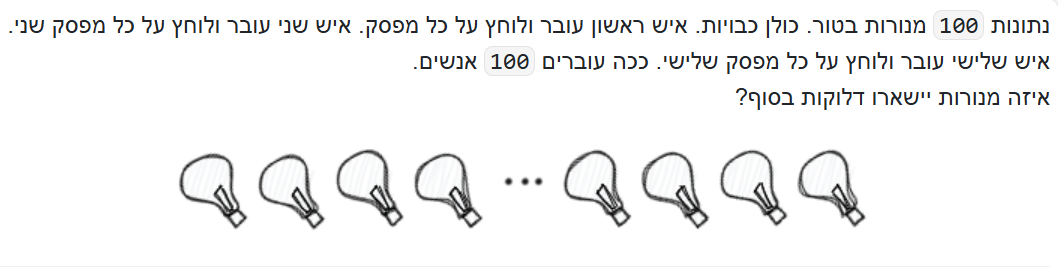 נתונות 100 מנורות בטור. כולן כבויות. איש ראשון עובר ולוחץ על כל מפסק. איש שני עובר ולוחץ על כל מפסק שני.
איש שלישי עובר ולוחץ על כל מפסק שלישי. ככה עוברים 100 אנשים.
איזה מנורות יישארו דלוקות בסוף?